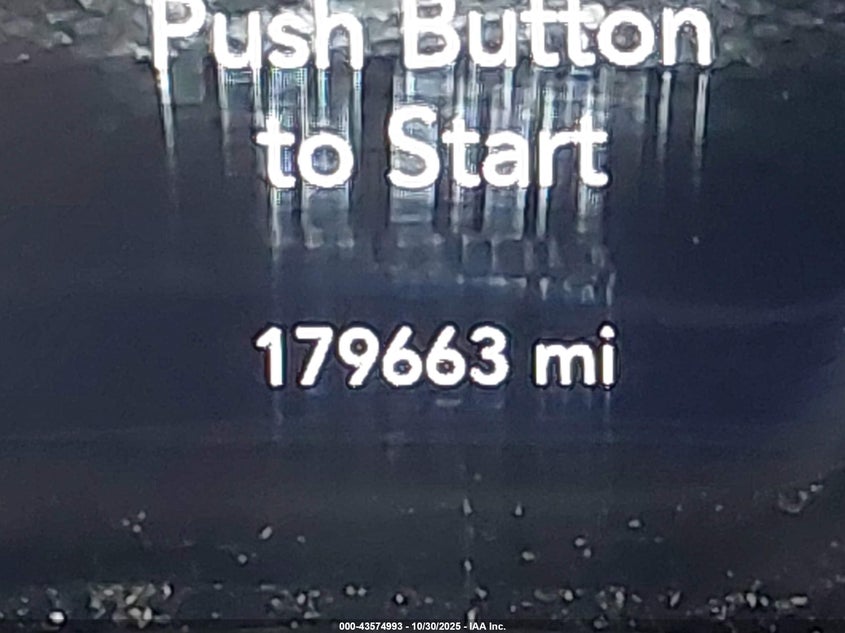 Push Button
to Start
179663 mi
000-43574993 - 10/30/2025 - IAA Inc.